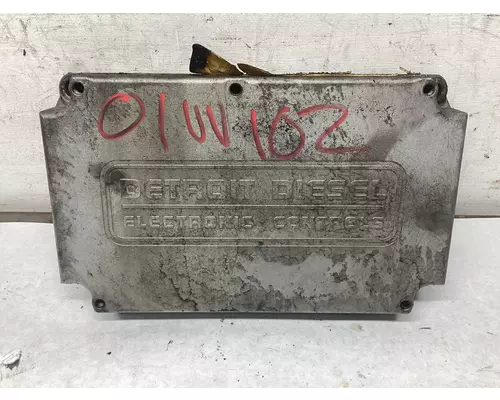 01W102
DETROIT DIESEL
ELECTRONIC CONTROLS